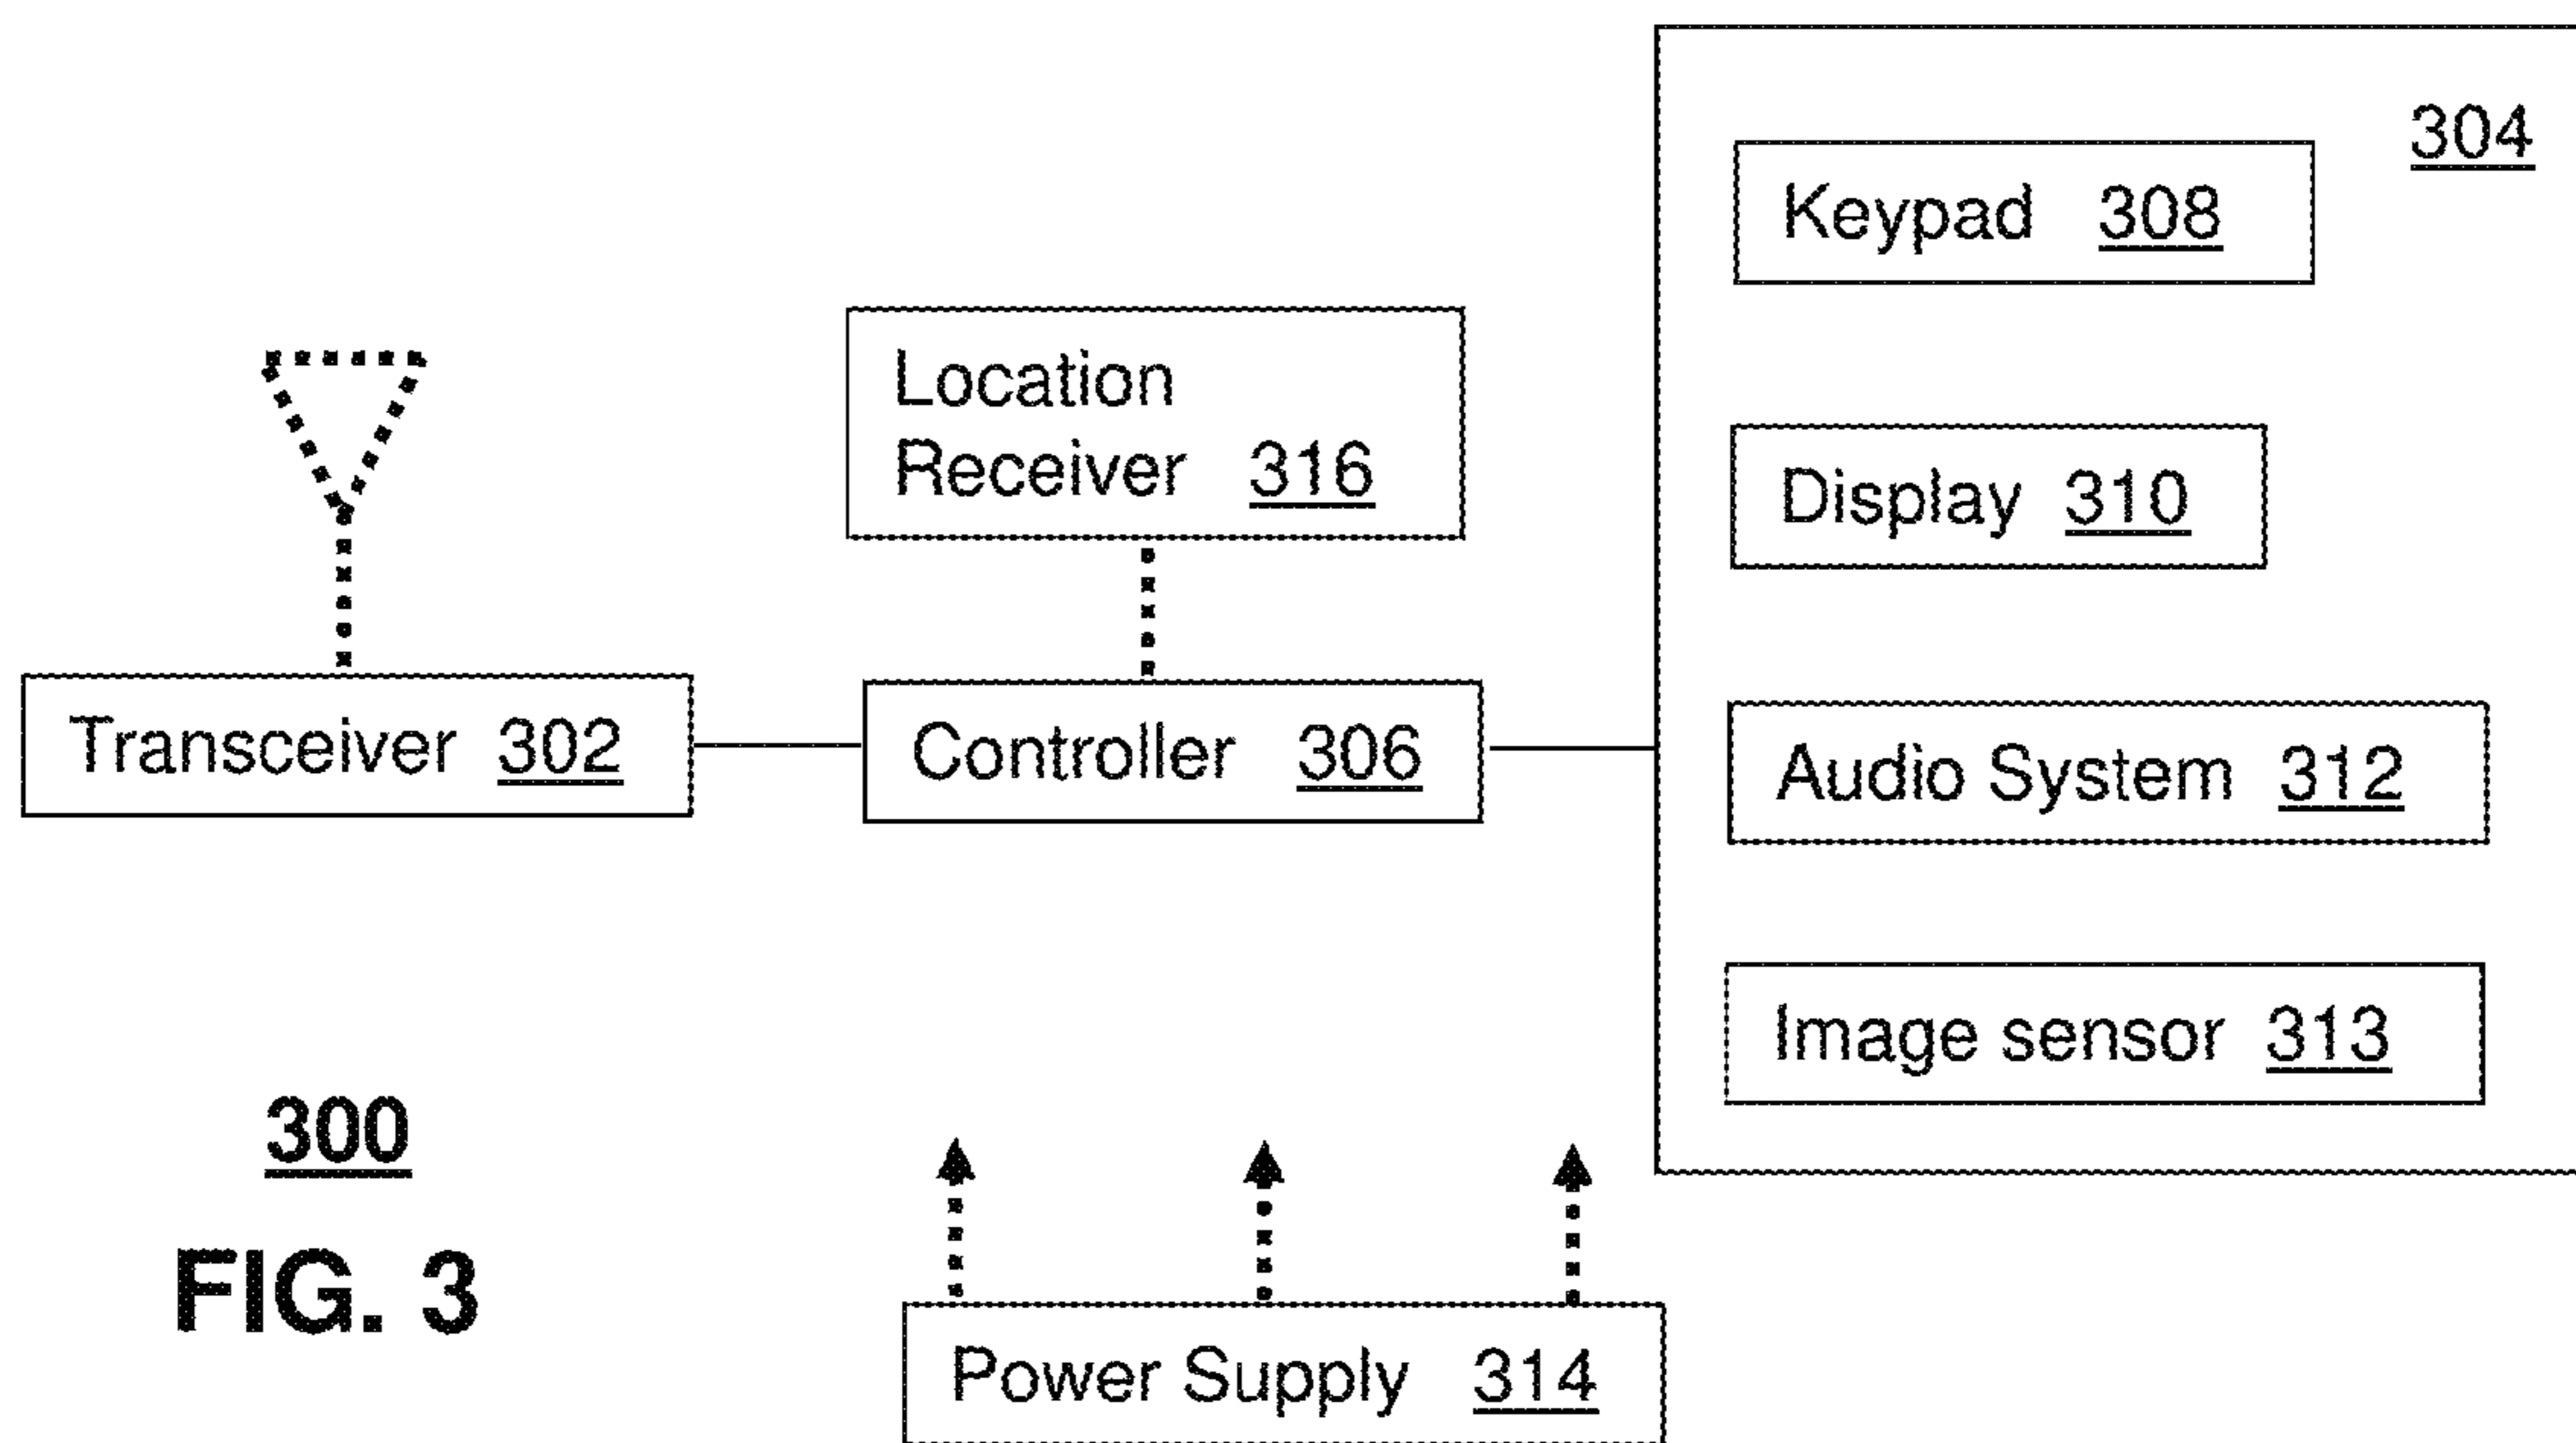 304
Keypad 308
Location
Receiver 316
Display 310
Transceiver 302
Controller 306
Audio System 312
Image sensor 313
300
FIG. 3
Power Supply 314